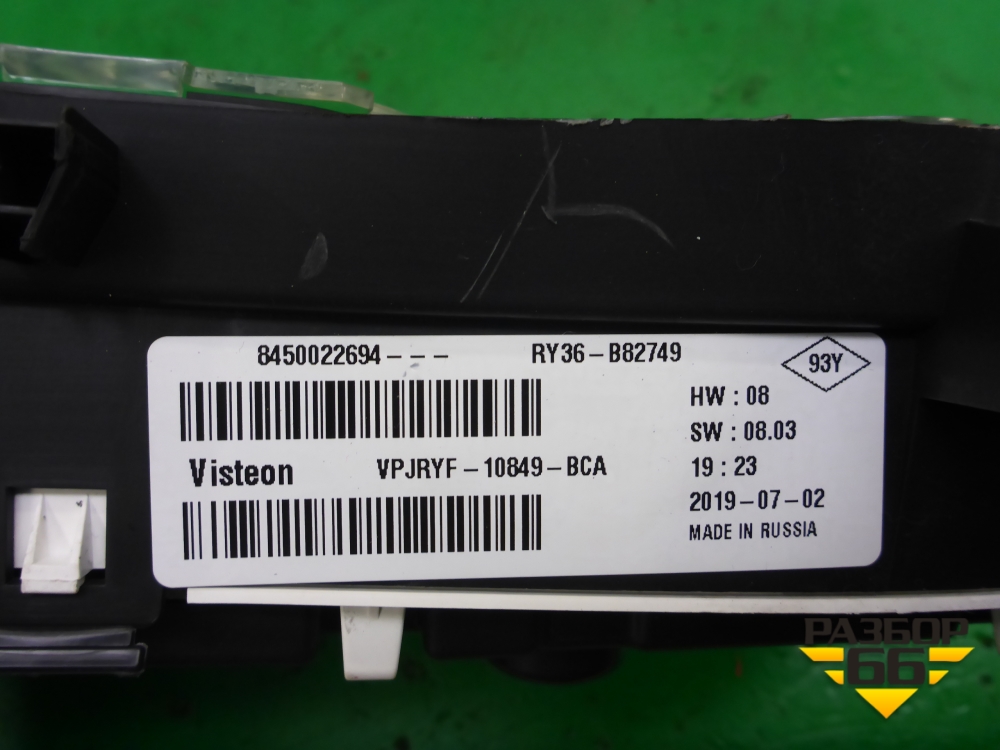 8450022694--- RY36-B82749
93Y
HW : 08
SW : 08.03
Visteon VPJRYF-10849-BCA
19 : 23
2019-07-02
MADE IN RUSSIA
РАЗБОР
66